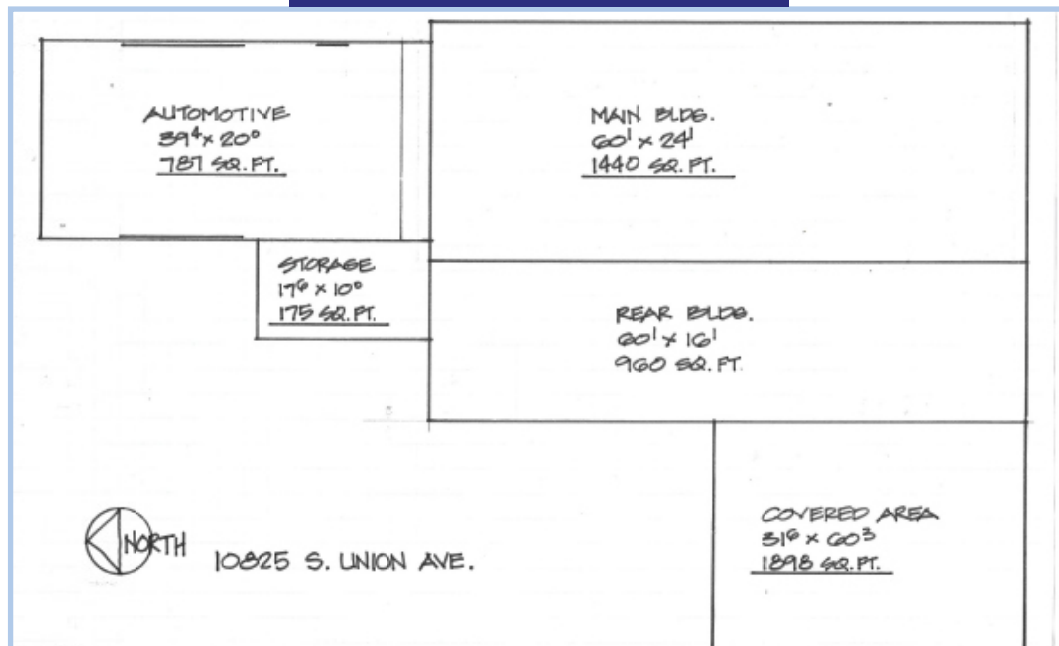 AUTOMOTIVE
39⁴ x 20⁰
787 SQ. FT.
MAIN BLDG.
60' x 24'
1440 SQ. FT.
STORAGE
17⁶ x 10⁰
175 SQ. FT.
REAR BLDG.
60' x 16'
960 SQ. FT.
COVERED AREA
31⁶ x 60³
1898 SQ. FT.
NORTH
10825 S. UNION AVE.